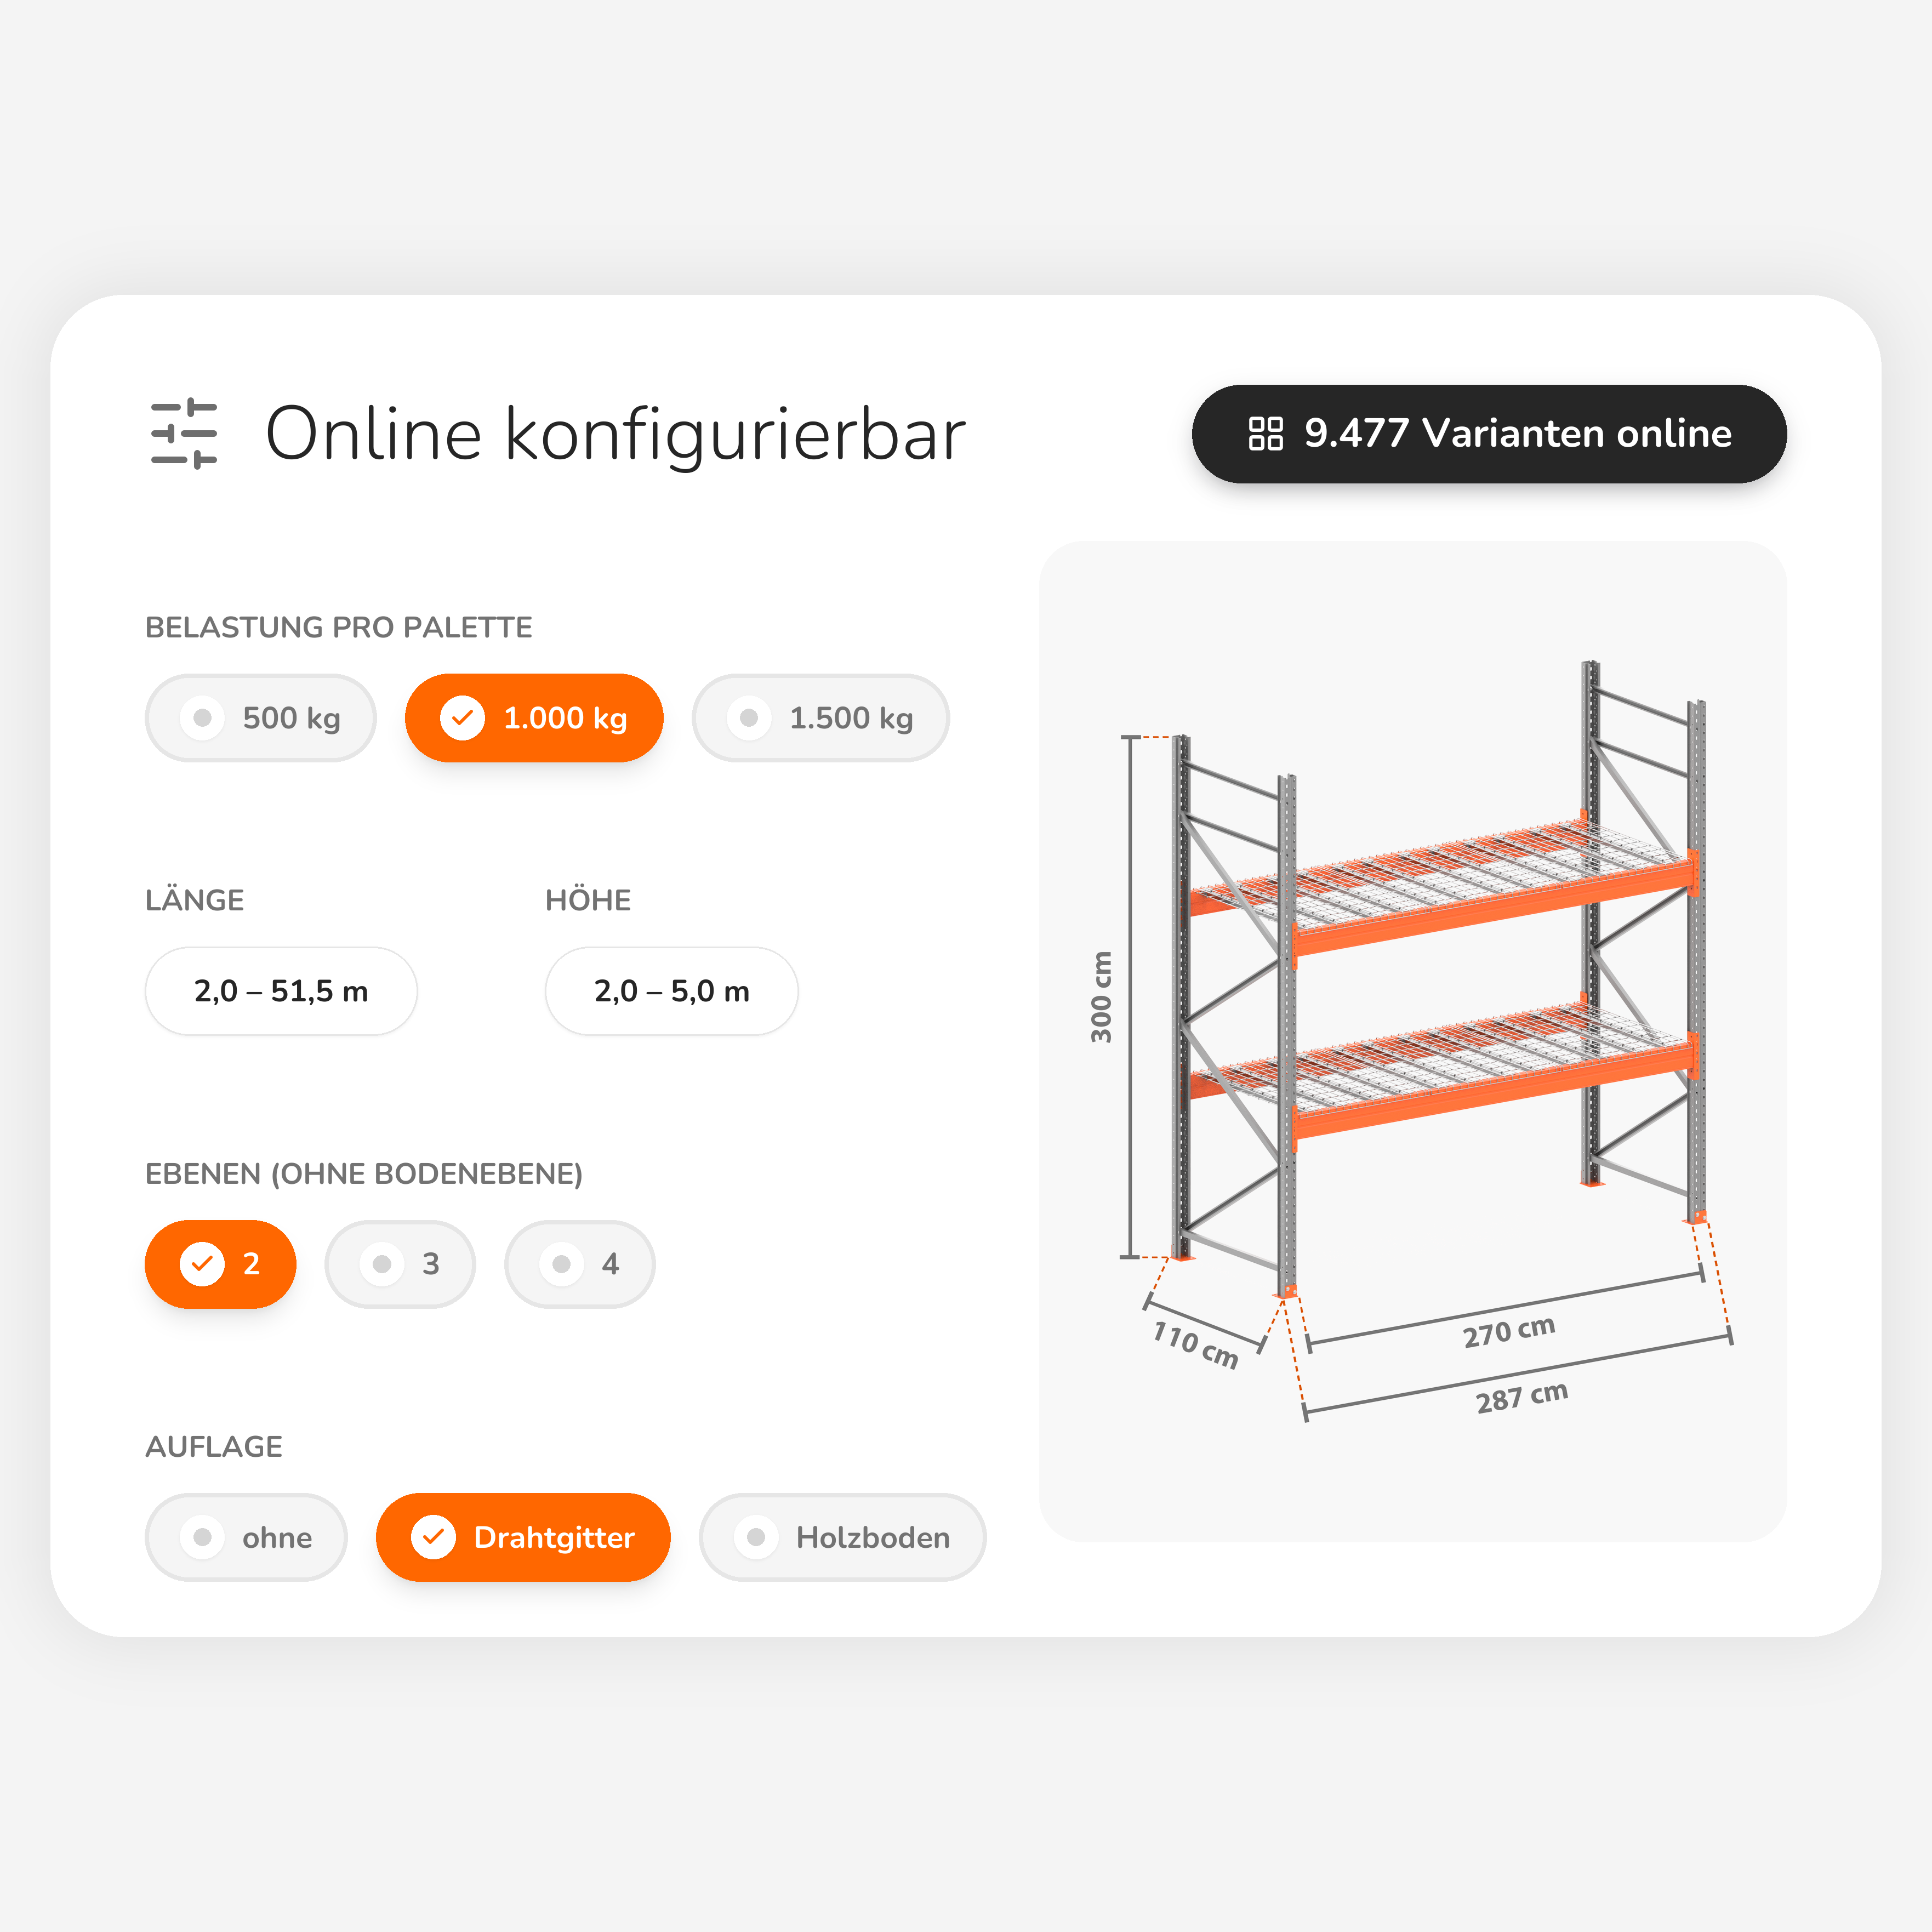 Online konfigurierbar
9.477 Varianten online
BELASTUNG PRO PALETTE
500 kg
1.000 kg
1.500 kg
LÄNGE
HÖHE
2,0 – 51,5 m
2,0 – 5,0 m
EBENEN (OHNE BODENEBENE)
2
3
4
AUFLAGE
ohne
Drahtgitter
Holzboden
300 cm
110 cm
270 cm
287 cm